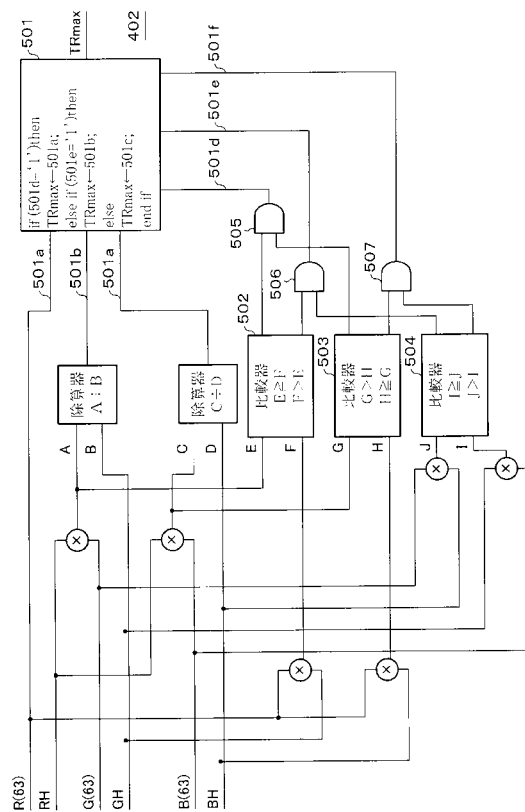 TRmax
501
402
if(501d='1')then
TRmax←501a;
else if(501e='1')then
TRmax←501b;
else
TRmax←501c;
end if
501a
501b
501a
501d
501e
501f
505
506
507
除算器
A÷B
除算器
C÷D
502
比較器
E≧F
F>E
503
比較器
G>H
H≧G
504
比較器
I≧J
J>I
A
B
C
D
E
F
G
H
J
I
×
×
×
×
×
×
R(63)
RH
G(63)
GH
B(63)
BH